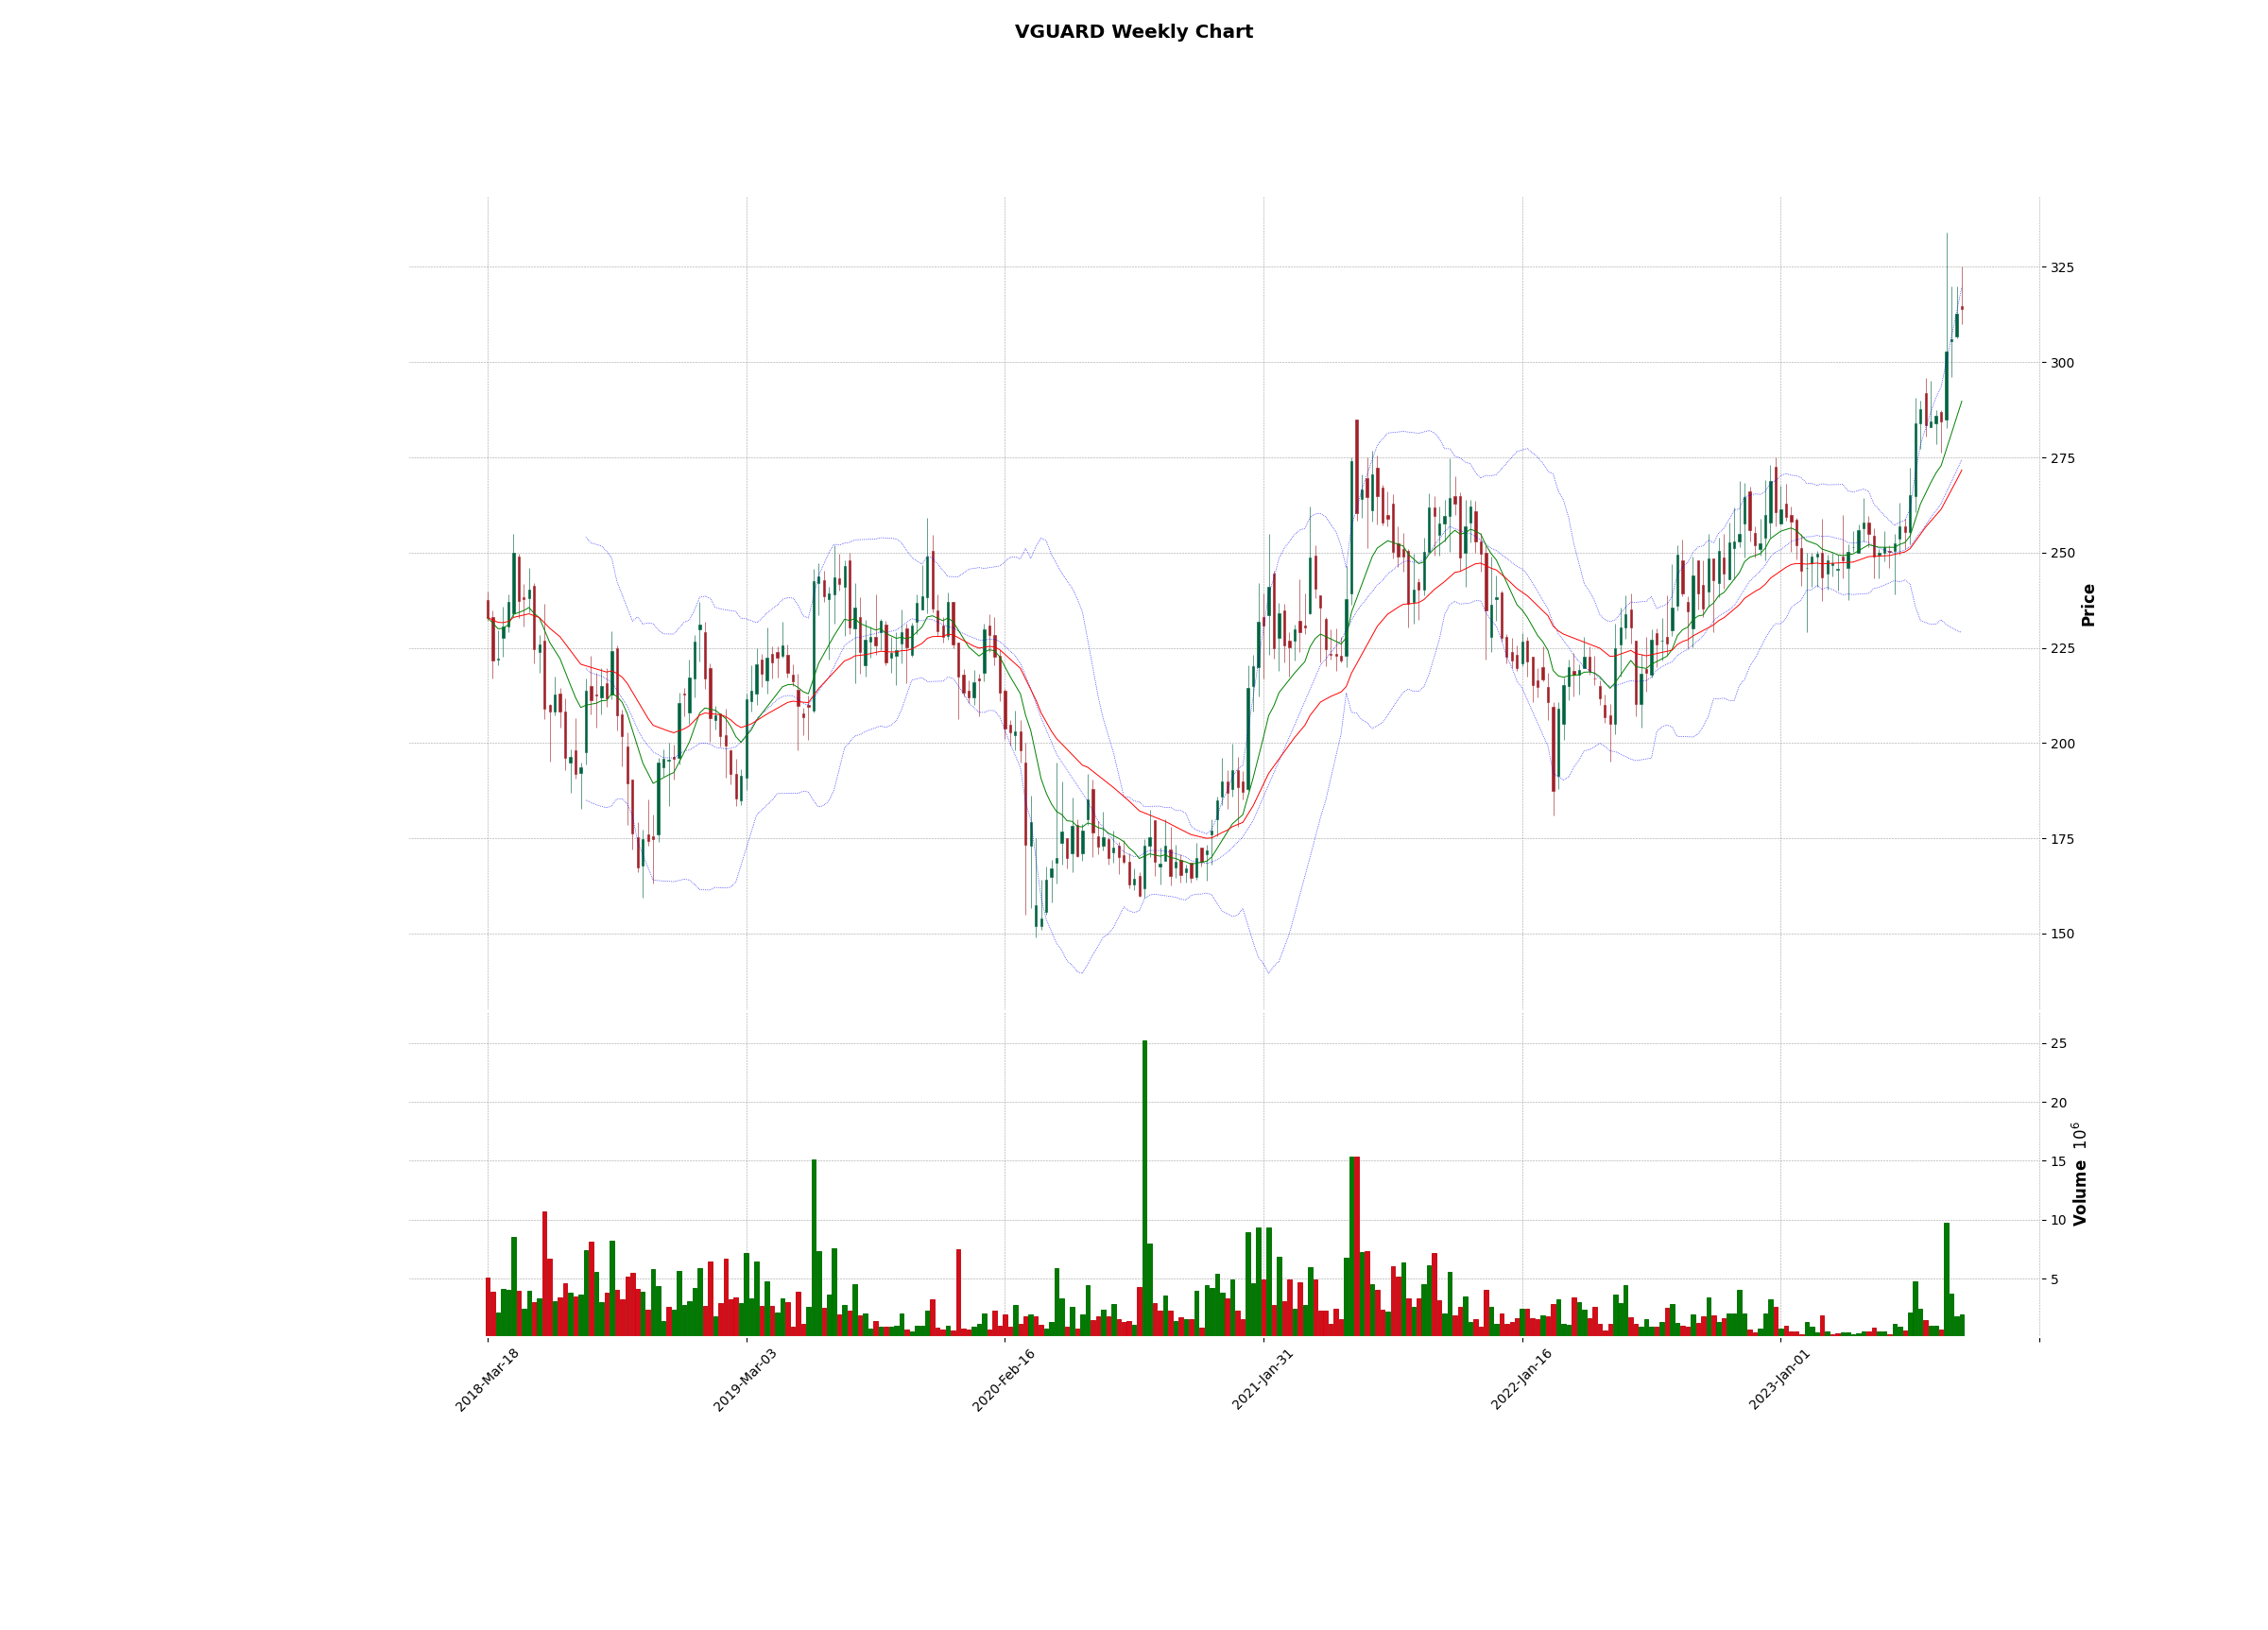 VGUARD Weekly Chart
325
300
275
250
225
200
175
150
Price
25
20
15
10
5
Volume 10^6
2018-Mar-18
2019-Mar-03
2020-Feb-16
2021-Jan-31
2022-Jan-16
2023-Jan-01